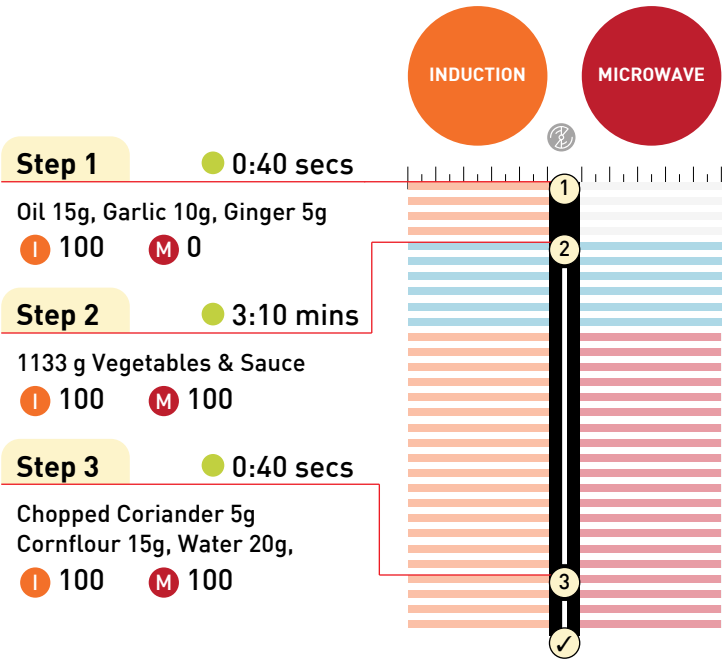 INDUCTION
MICROWAVE
Step 1
0:40 secs
Oil 15g, Garlic 10g, Ginger 5g
I 100
M 0
Step 2
3:10 mins
1133 g Vegetables & Sauce
I 100
M 100
Step 3
0:40 secs
Chopped Coriander 5g
Cornflour 15g, Water 20g,
I 100
M 100
1
2
3
✓